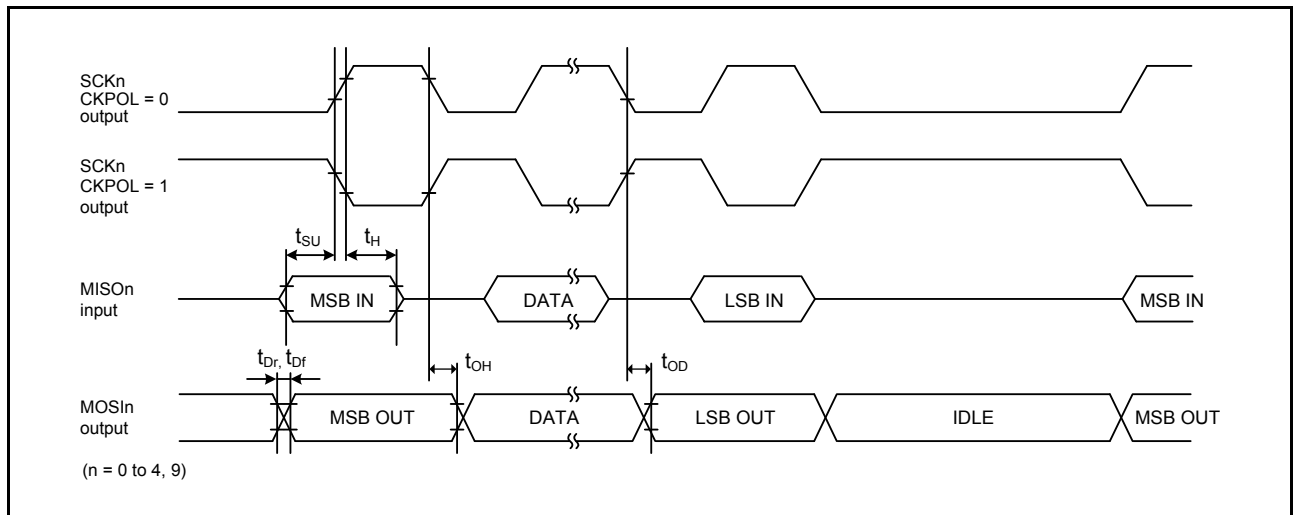 SCKn
CKPOL = 0
output
SCKn
CKPOL = 1
output
tSU
tH
MISOn
input
MSB IN
DATA
LSB IN
MSB IN
tDr, tDf
tOH
tOD
MOSIn
output
MSB OUT
DATA
LSB OUT
IDLE
MSB OUT
(n = 0 to 4, 9)